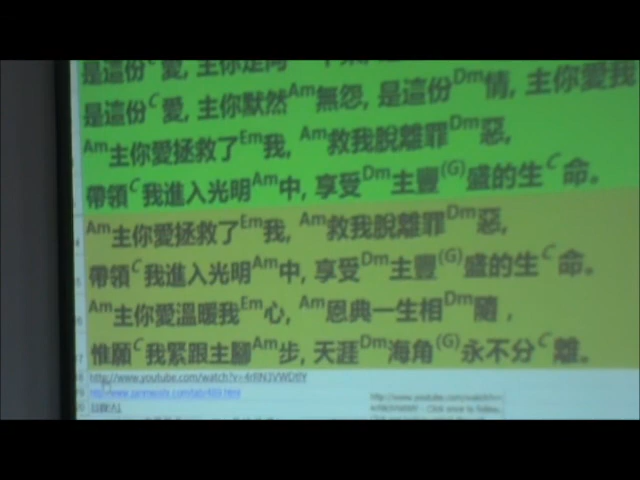 是這份C愛, 主你走向
是這份C愛, 主你默然Am無怨, 是這份Dm情, 主你愛我
Am主你愛拯救了Em我, Am救我脫離罪Dm惡,
帶領C我進入光明Am中, 享受Dm主豐(G)盛的生C命。
Am主你愛拯救了Em我, Am救我脫離罪Dm惡,
帶領C我進入光明Am中, 享受Dm主豐(G)盛的生C命。
Am主你愛溫暖我Em心, Am恩典一生相Dm隨,
惟願C我緊跟主腳Am步, 天涯Dm海角(G)永不分C離。
http://www.youtube.com/watch?v=